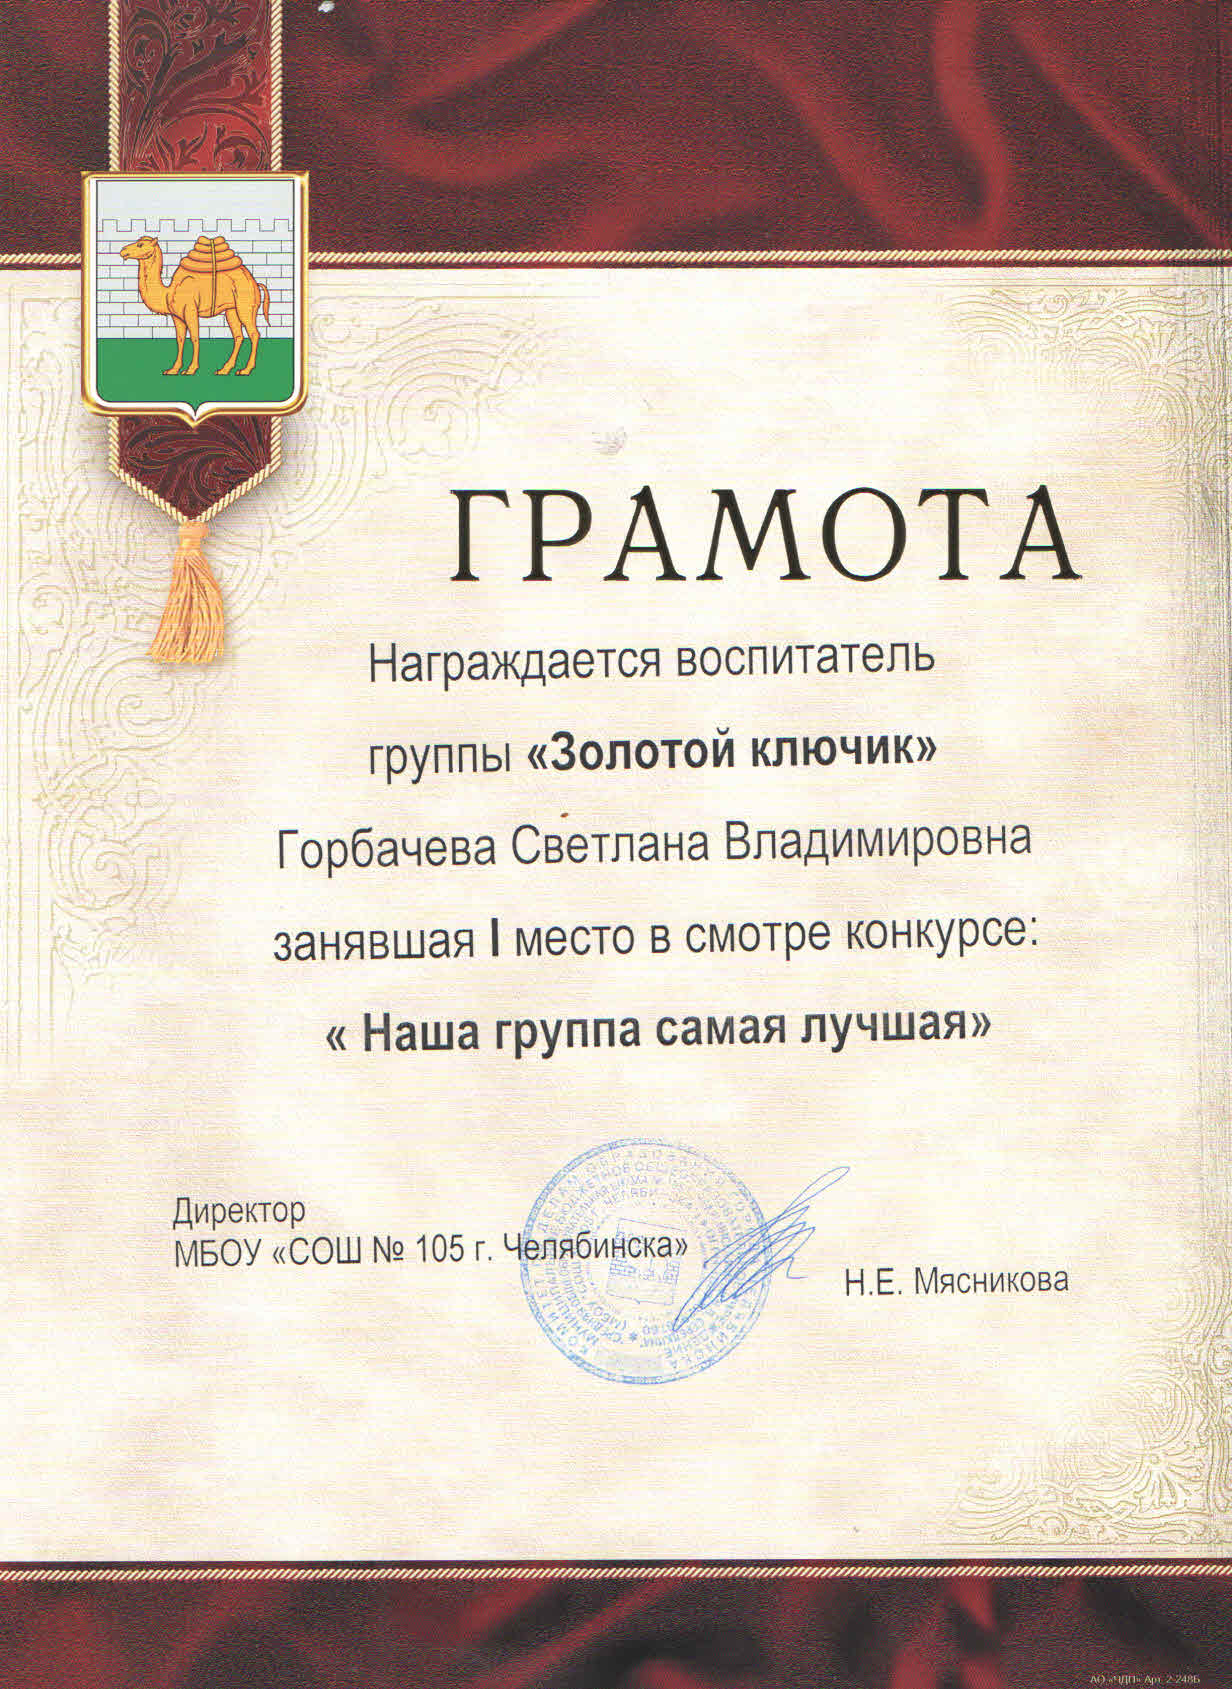 ГРАМОТА
Награждается воспитатель
группы «Золотой ключик»
Горбачева Светлана Владимировна
занявшая I место в смотре конкурсе:
« Наша группа самая лучшая»
Директор
МБОУ «СОШ № 105 г. Челябинска»
Н.Е. Мясникова
АО «ЧДП» Арт. 2-248Б